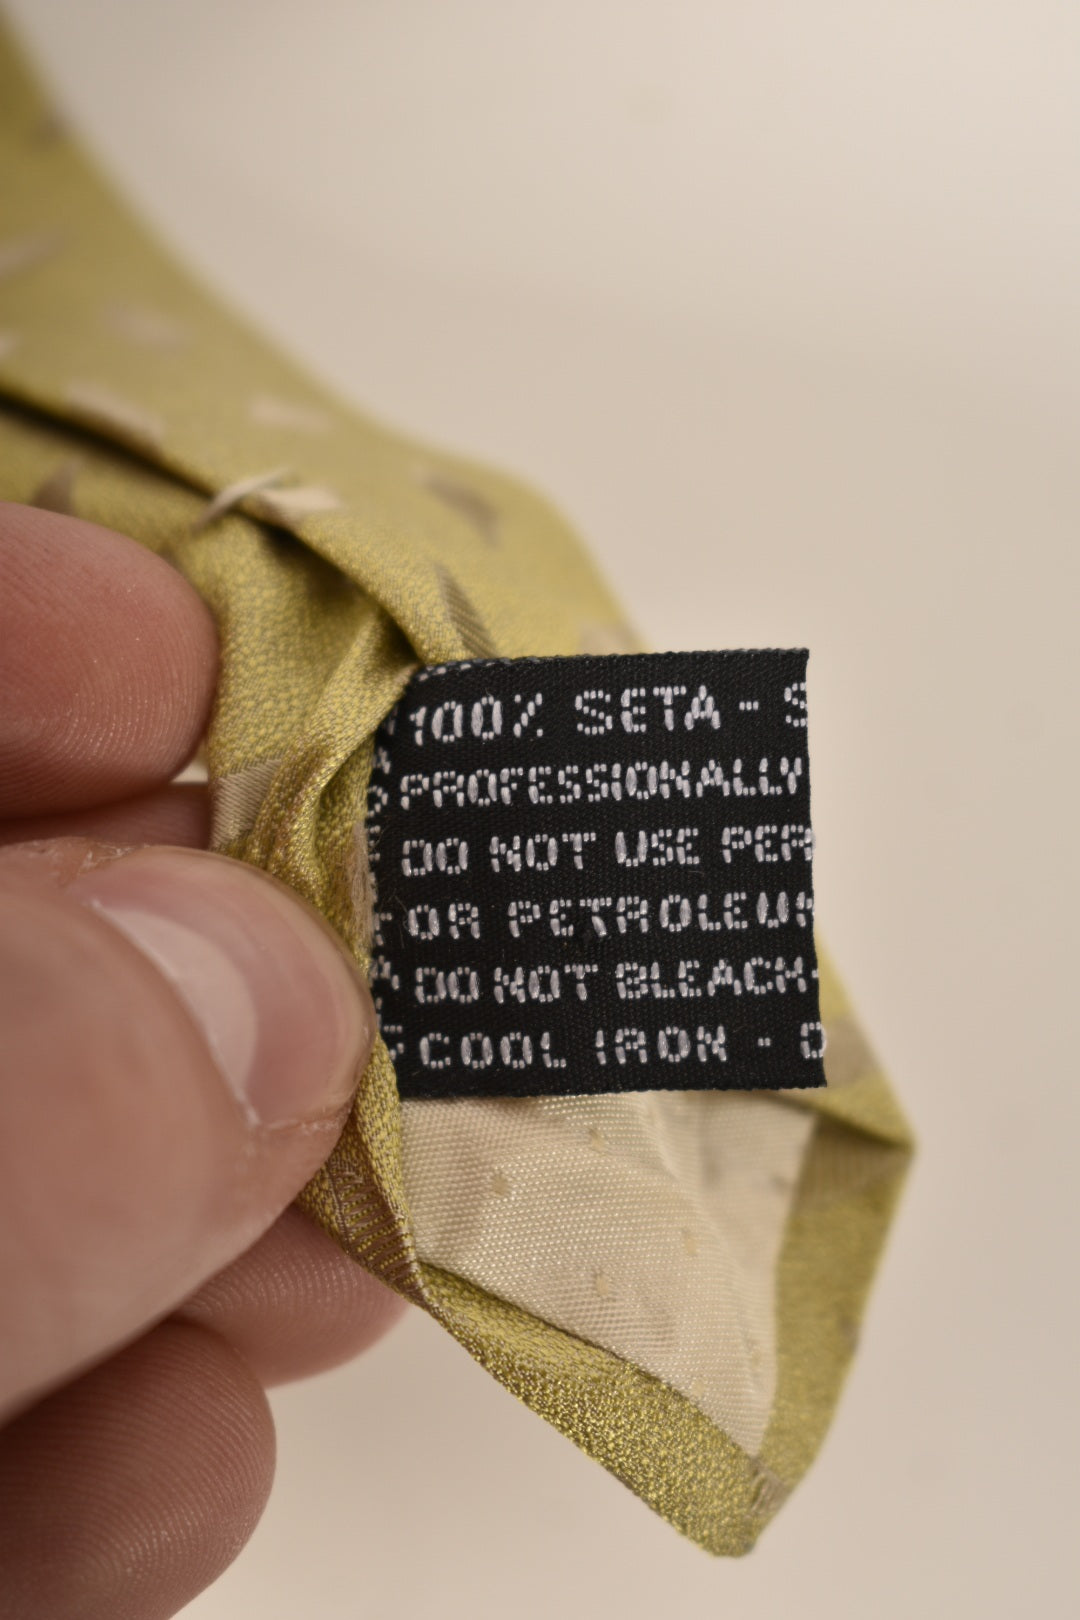 100% SETA - S
PROFESSIONALLY
DO NOT USE PER
OR PETROLEUM
DO NOT BLEACH-
COOL IRON -